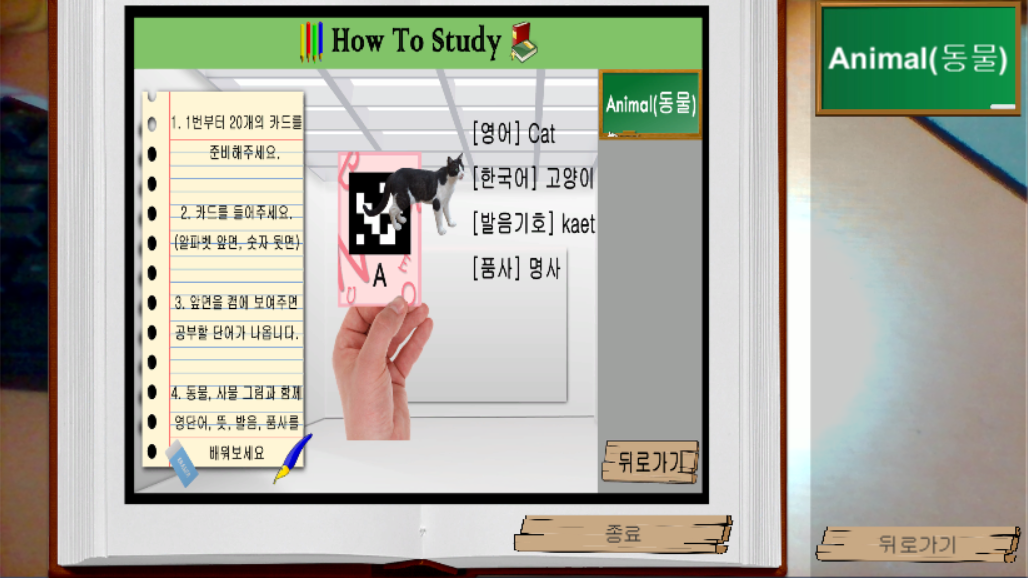 How To Study
1. 1번부터 20개의 카드를
준비해주세요.
2. 카드를 들어주세요.
(알파벳 앞면, 숫자 뒷면)
3. 앞면을 캠에 보여주면
공부할 단어가 나옵니다.
4. 동물, 사물 그림과 함께
영단어, 뜻, 발음, 품사를
배워보세요
A
[영어] Cat
[한국어] 고양이
[발음기호] kaet
[품사] 명사
Animal(동물)
뒤로가기
종료
Animal(동물)
뒤로가기